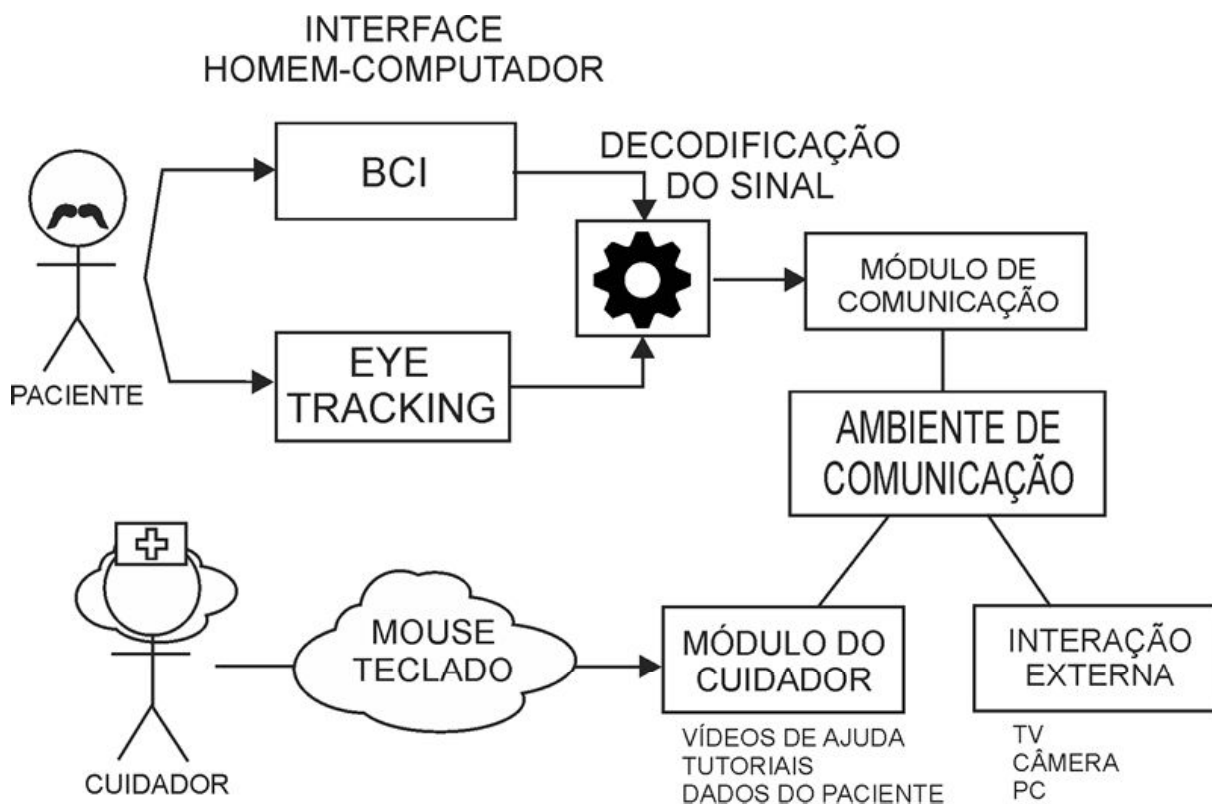 INTERFACE
HOMEM-COMPUTADOR
BCI
DECODIFICAÇÃO
DO SINAL
PACIENTE
EYE
TRACKING
MÓDULO DE
COMUNICAÇÃO
AMBIENTE DE
COMUNICAÇÃO
CUIDADOR
MOUSE
TECLADO
MÓDULO DO
CUIDADOR
VÍDEOS DE AJUDA
TUTORIAIS
DADOS DO PACIENTE
INTERAÇÃO
EXTERNA
TV
CÂMERA
PC